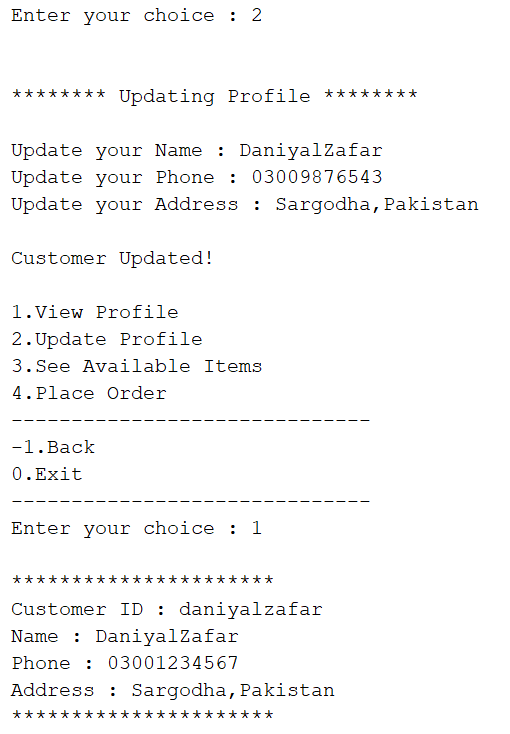 Enter your choice : 2
******** Updating Profile ********
Update your Name : DaniyalZafar
Update your Phone : 03009876543
Update your Address : Sargodha,Pakistan
Customer Updated!
1.View Profile
2.Update Profile
3.See Available Items
4.Place Order
------------------------------
-1.Back
0.Exit
------------------------------
Enter your choice : 1
**********************
Customer ID : daniyalzafar
Name : DaniyalZafar
Phone : 03001234567
Address : Sargodha,Pakistan
**********************